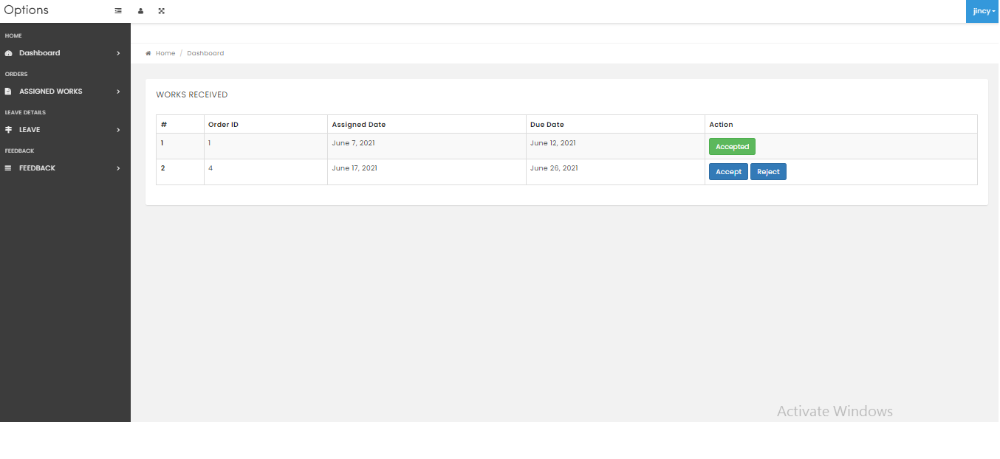 Options
jincy
HOME
Dashboard
ORDERS
ASSIGNED WORKS
LEAVE DETAILS
LEAVE
FEEDBACK
FEEDBACK
Home / Dashboard
WORKS RECEIVED
# Order ID Assigned Date Due Date Action
1 1 June 7, 2021 June 12, 2021 Accepted
2 4 June 17, 2021 June 26, 2021 Accept Reject
Activate Windows